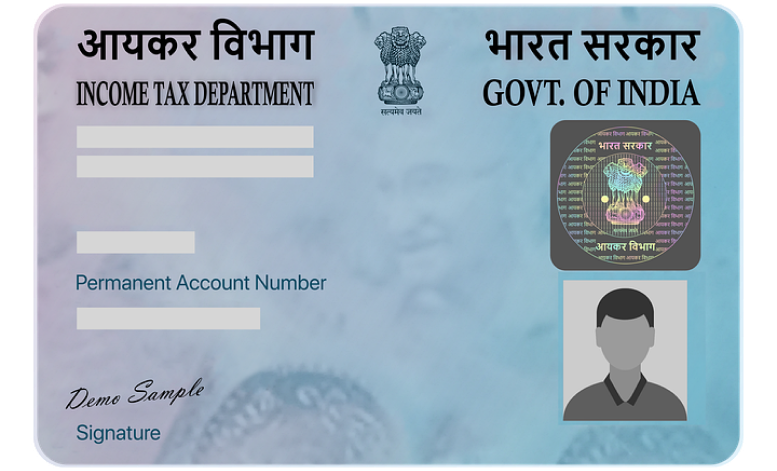 आयकर विभाग
भारत सरकार
INCOME TAX DEPARTMENT
GOVT. OF INDIA
सत्यमेव जयते
भारत सरकार
आयकर विभाग
Permanent Account Number
Demo Sample
Signature